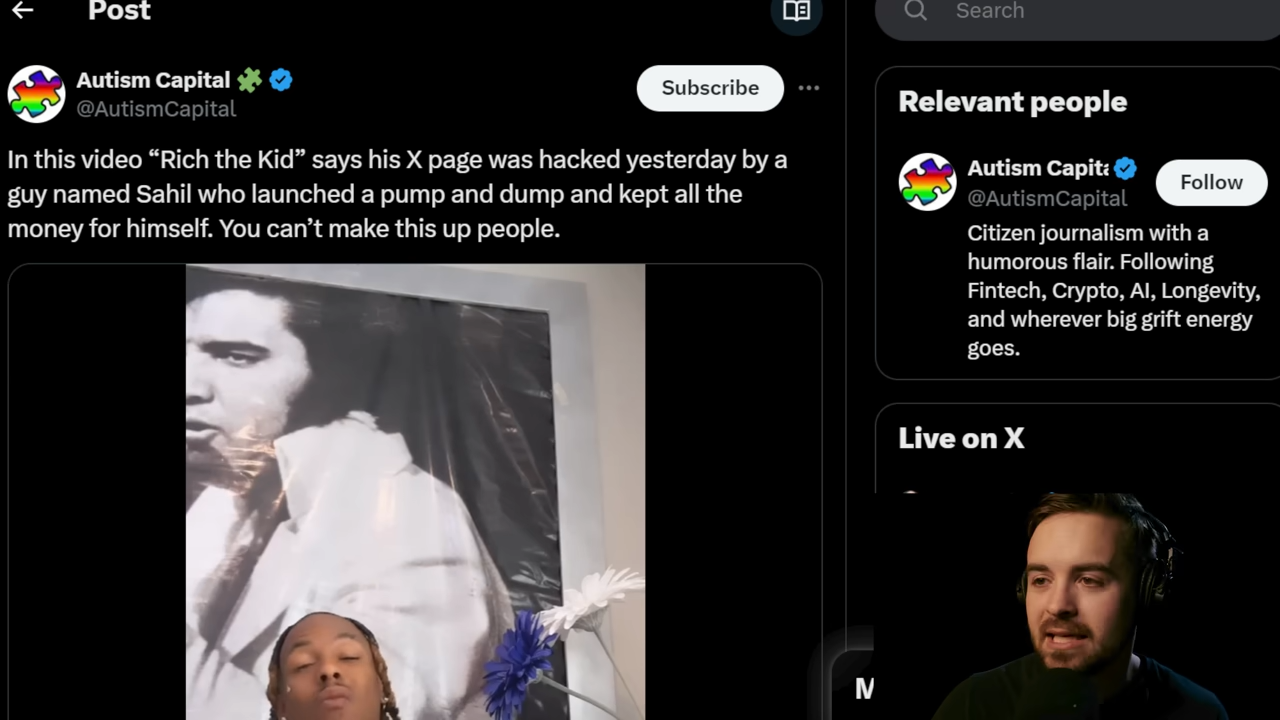 Post
Search
Autism Capital
@AutismCapital
Subscribe
In this video “Rich the Kid” says his X page was hacked yesterday by a
guy named Sahil who launched a pump and dump and kept all the
money for himself. You can’t make this up people.
Relevant people
Autism Capita
@AutismCapital
Follow
Citizen journalism with a
humorous flair. Following
Fintech, Crypto, AI, Longevity,
and wherever big grift energy
goes.
Live on X
M